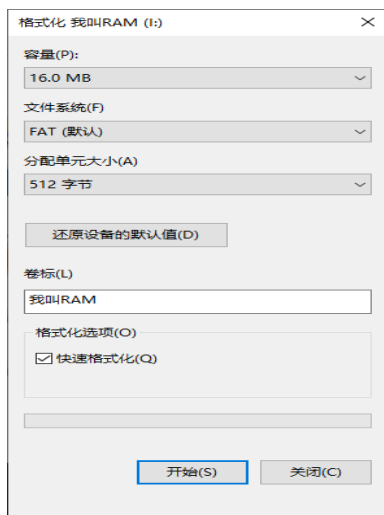 格式化 我叫RAM (I:)
容量(P):
16.0 MB
文件系统(F)
FAT (默认)
分配单元大小(A)
512 字节
还原设备的默认值(D)
卷标(L)
我叫RAM
格式化选项(O)
快速格式化(Q)
开始(S)
关闭(C)